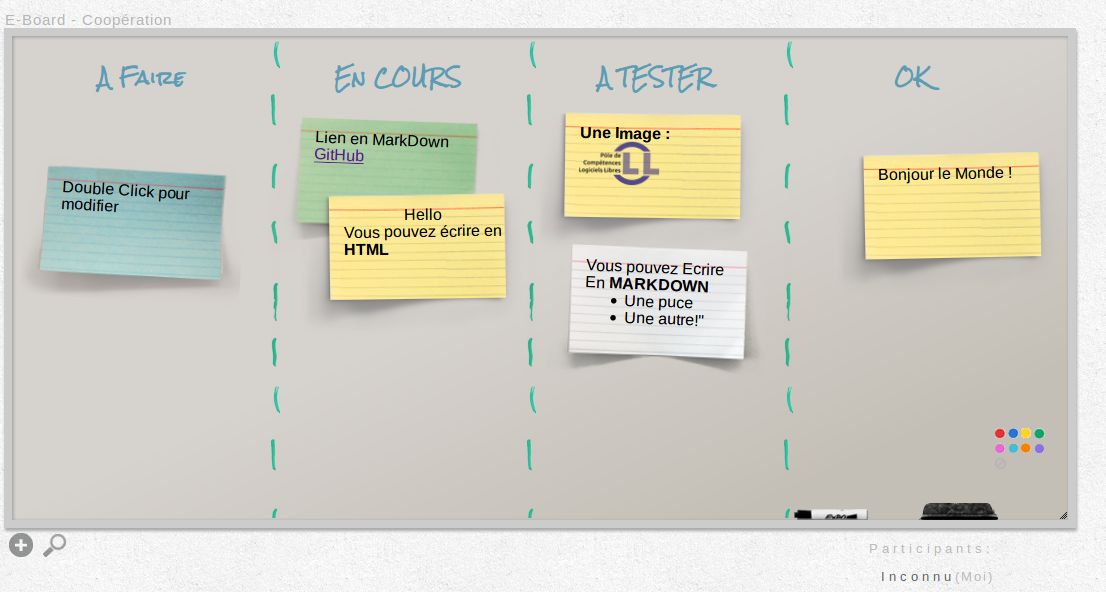 E-Board - Coopération
A Faire
En COURS
A TESTER
OK
Double Click pour
modifier
Lien en MarkDown
GitHub
Hello
Vous pouvez écrire en
HTML
Une Image :
Pôle de
Compétences
Logiciels Libres
LL
Vous pouvez Ecrire
En MARKDOWN
• Une puce
• Une autre!"
Bonjour le Monde !
Participants:
Inconnu(Moi)